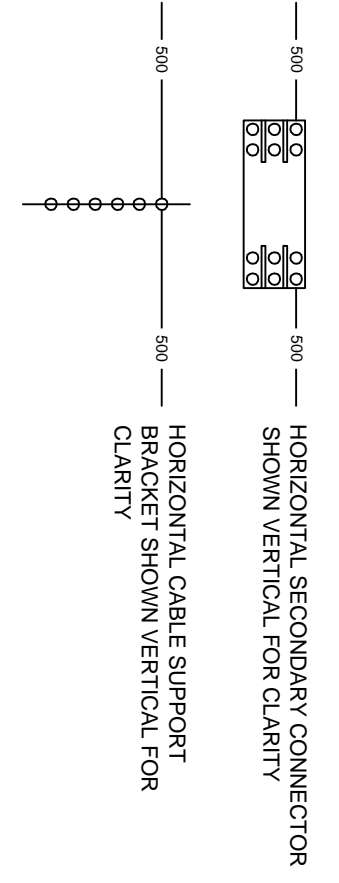 500
500
HORIZONTAL SECONDARY CONNECTOR
SHOWN VERTICAL FOR CLARITY
500
500
HORIZONTAL CABLE SUPPORT
BRACKET SHOWN VERTICAL FOR
CLARITY